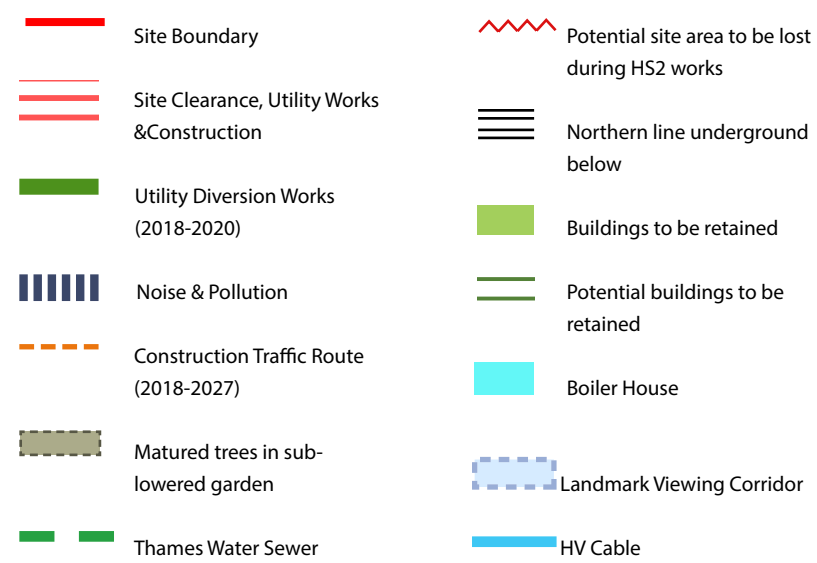 Site Boundary
Site Clearance, Utility Works
&Construction
Utility Diversion Works
(2018-2020)
Noise & Pollution
Construction Traffic Route
(2018-2027)
Matured trees in sub-
lowered garden
Thames Water Sewer
Potential site area to be lost
during HS2 works
Northern line underground
below
Buildings to be retained
Potential buildings to be
retained
Boiler House
Landmark Viewing Corridor
HV Cable